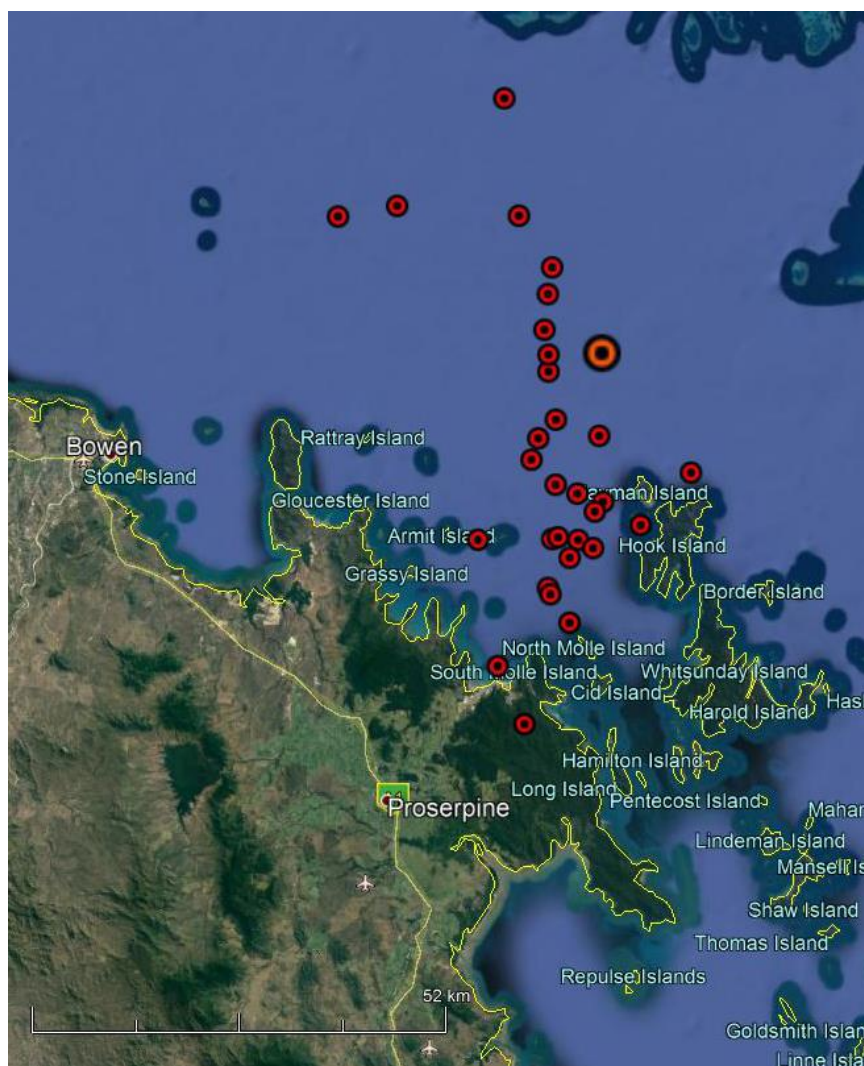 Rattray Island
Bowen
Stone Island
Gloucester Island
Hayman Island
Armit Island
Hook Island
Grassy Island
Border Island
North Molle Island
South Molle Island
Whitsunday Island
Cid Island
Harold Island
Hamilton Island
Long Island
Pentecost Island
Proserpine
Lindeman Island
Shaw Island
Thomas Island
Repulse Islands
52 km